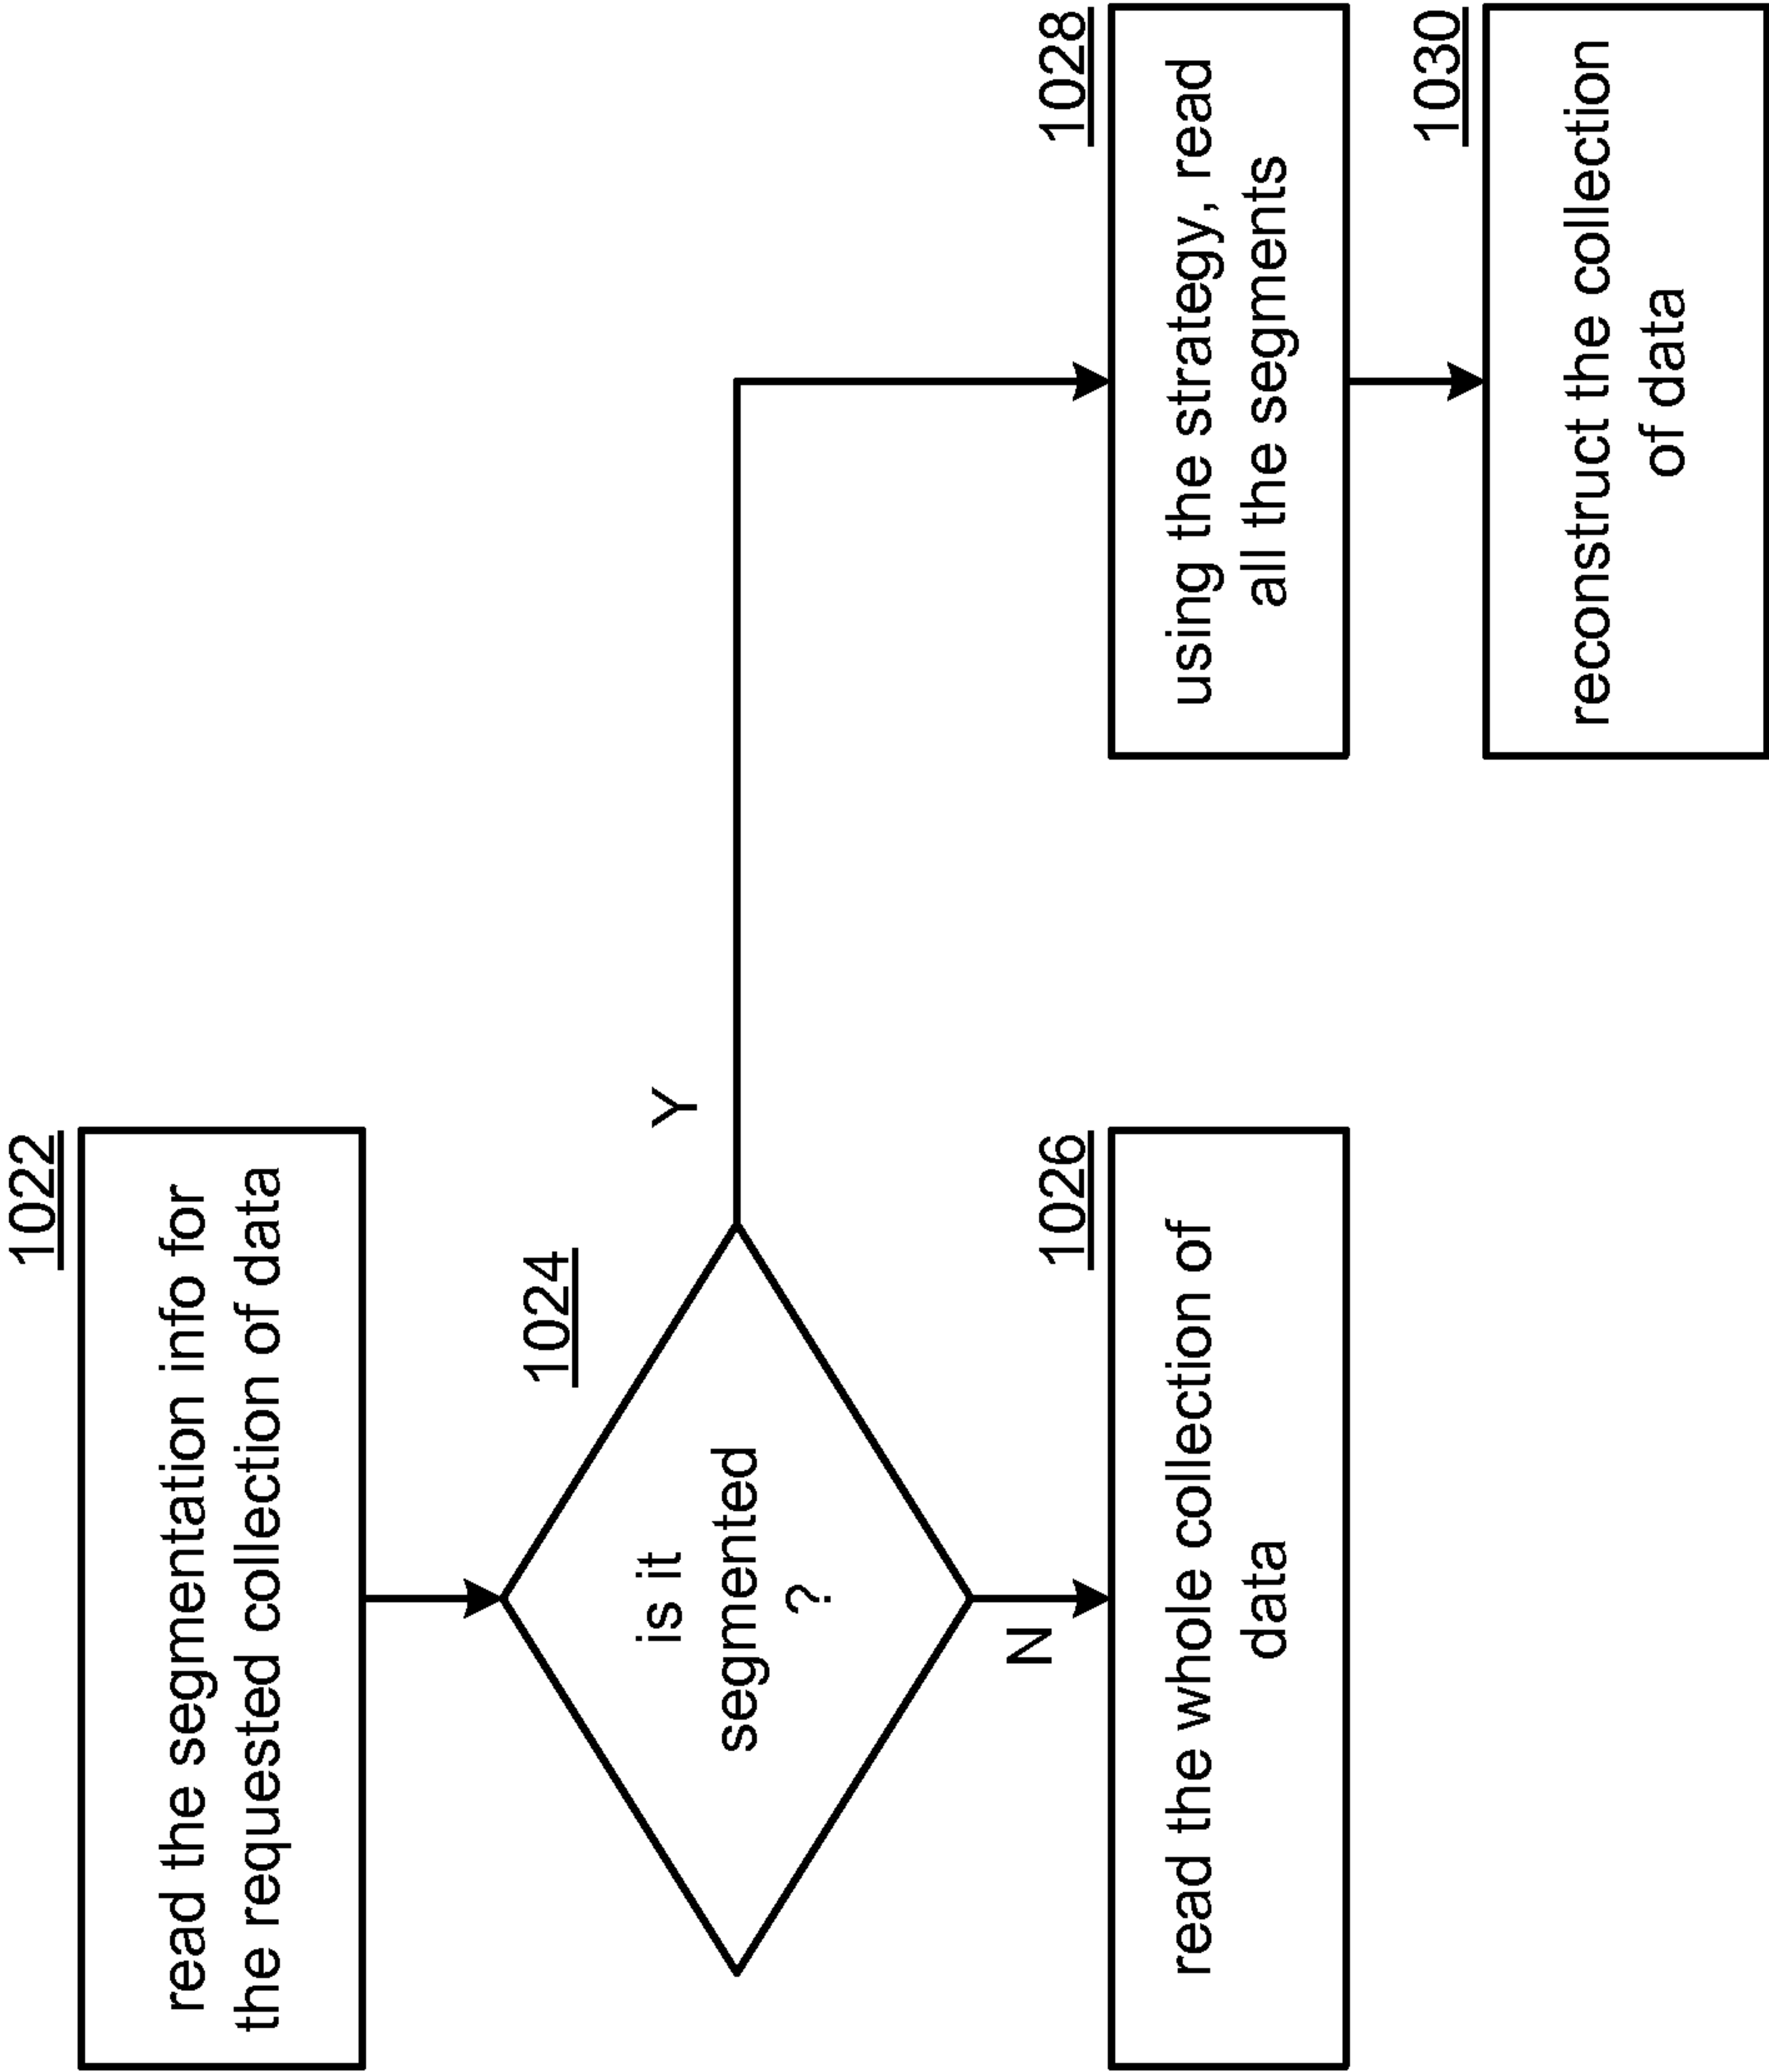 1022
read the segmentation info for
the requested collection of data
1024
is it
segmented
?
Y
N
1026
read the whole collection of
data
1028
using the strategy, read
all the segments
1030
reconstruct the collection
of data